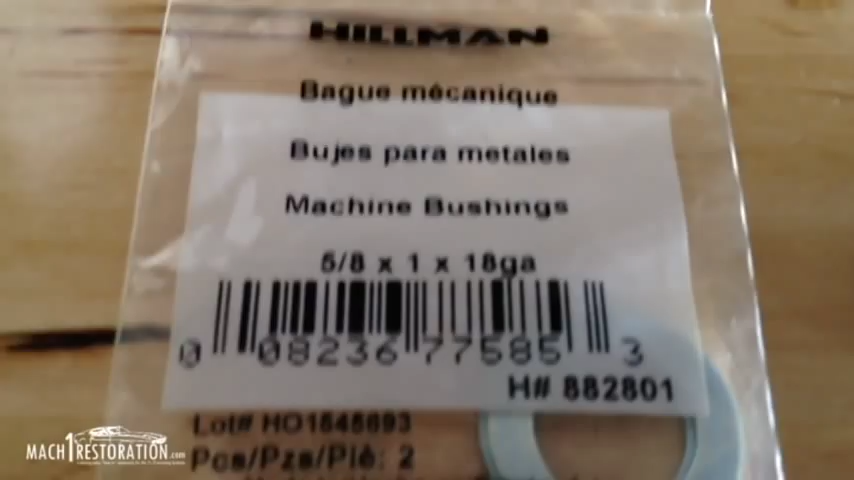 HILLMAN
Bague mécanique
Bujes para metales
Machine Bushings
5/8 x 1 x 18ga
0 08236 77585 3
H# 882801
Lot# HO1545693
Pcs/Pzs/Piè: 2
MACH1RESTORATION.com